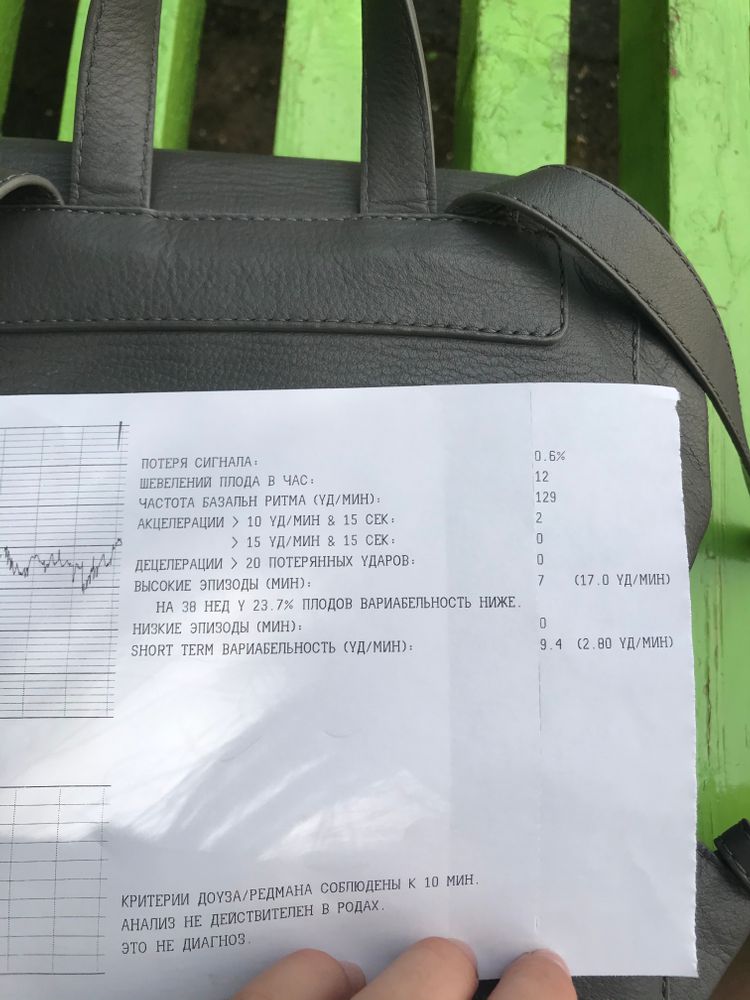 ПОТЕРЯ СИГНАЛА: 0.6%
ШЕВЕЛЕНИЙ ПЛОДА В ЧАС: 12
ЧАСТОТА БАЗАЛЬН РИТМА (УД/МИН): 129
АКЦЕЛЕРАЦИИ > 10 УД/МИН & 15 СЕК: 2
> 15 УД/МИН & 15 СЕК: 0
ДЕЦЕЛЕРАЦИИ > 20 ПОТЕРЯННЫХ УДАРОВ: 0
ВЫСОКИЕ ЭПИЗОДЫ (МИН): 7 (17.0 УД/МИН)
НА 38 НЕД У 23.7% ПЛОДОВ ВАРИАБЕЛЬНОСТЬ НИЖЕ.
НИЗКИЕ ЭПИЗОДЫ (МИН): 0
SHORT TERM ВАРИАБЕЛЬНОСТЬ (УД/МИН): 9.4 (2.80 УД/МИН)
КРИТЕРИИ ДОУЗА/РЕДМАНА СОБЛЮДЕНЫ К 10 МИН.
АНАЛИЗ НЕ ДЕЙСТВИТЕЛЕН В РОДАХ.
ЭТО НЕ ДИАГНОЗ.